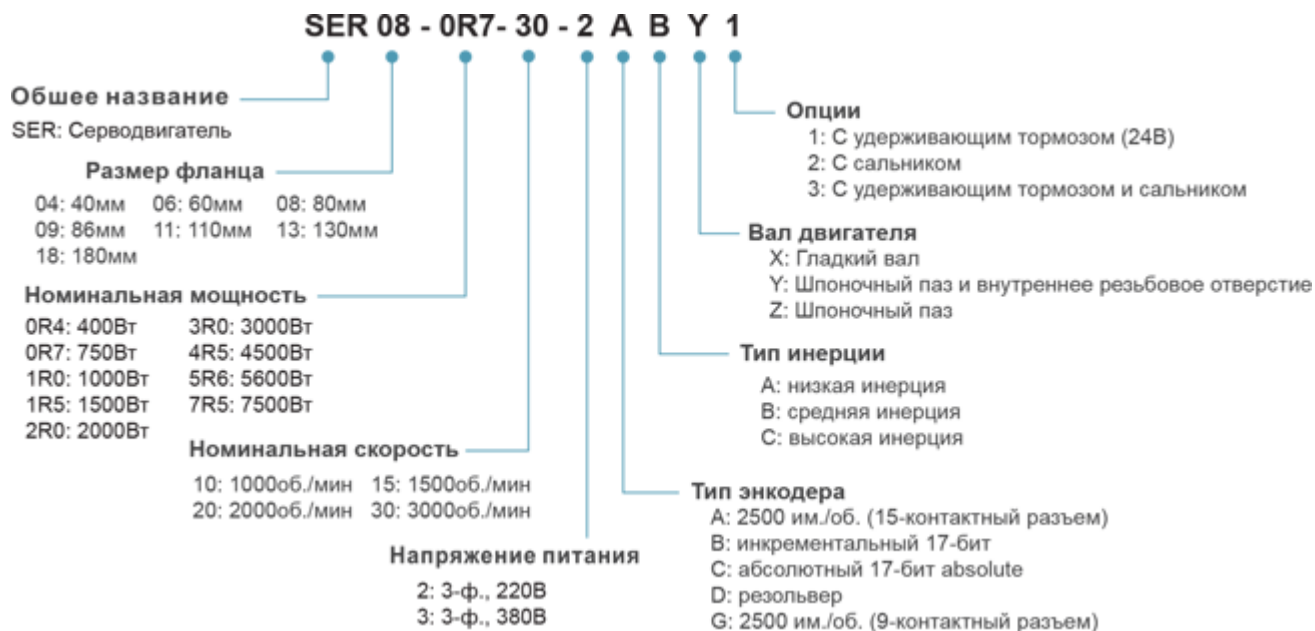 SER 08 - 0R7- 30 - 2 A B Y 1
Обшее название
SER: Серводвигатель
Размер фланца
04: 40мм 06: 60мм 08: 80мм
09: 86мм 11: 110мм 13: 130мм
18: 180мм
Номинальная мощность
0R4: 400Вт 3R0: 3000Вт
0R7: 750Вт 4R5: 4500Вт
1R0: 1000Вт 5R6: 5600Вт
1R5: 1500Вт 7R5: 7500Вт
2R0: 2000Вт
Номинальная скорость
10: 1000об./мин 15: 1500об./мин
20: 2000об./мин 30: 3000об./мин
Напряжение питания
2: 3-ф., 220В
3: 3-ф., 380В
Опции
1: С удерживающим тормозом (24В)
2: С сальником
3: С удерживающим тормозом и сальником
Вал двигателя
X: Гладкий вал
Y: Шпоночный паз и внутреннее резьбовое отверстие
Z: Шпоночный паз
Тип инерции
A: низкая инерция
B: средняя инерция
C: высокая инерция
Тип энкодера
A: 2500 им./об. (15-контактный разъем)
B: инкрементальный 17-бит
C: абсолютный 17-бит absolute
D: резольвер
G: 2500 им./об. (9-контактный разъем)